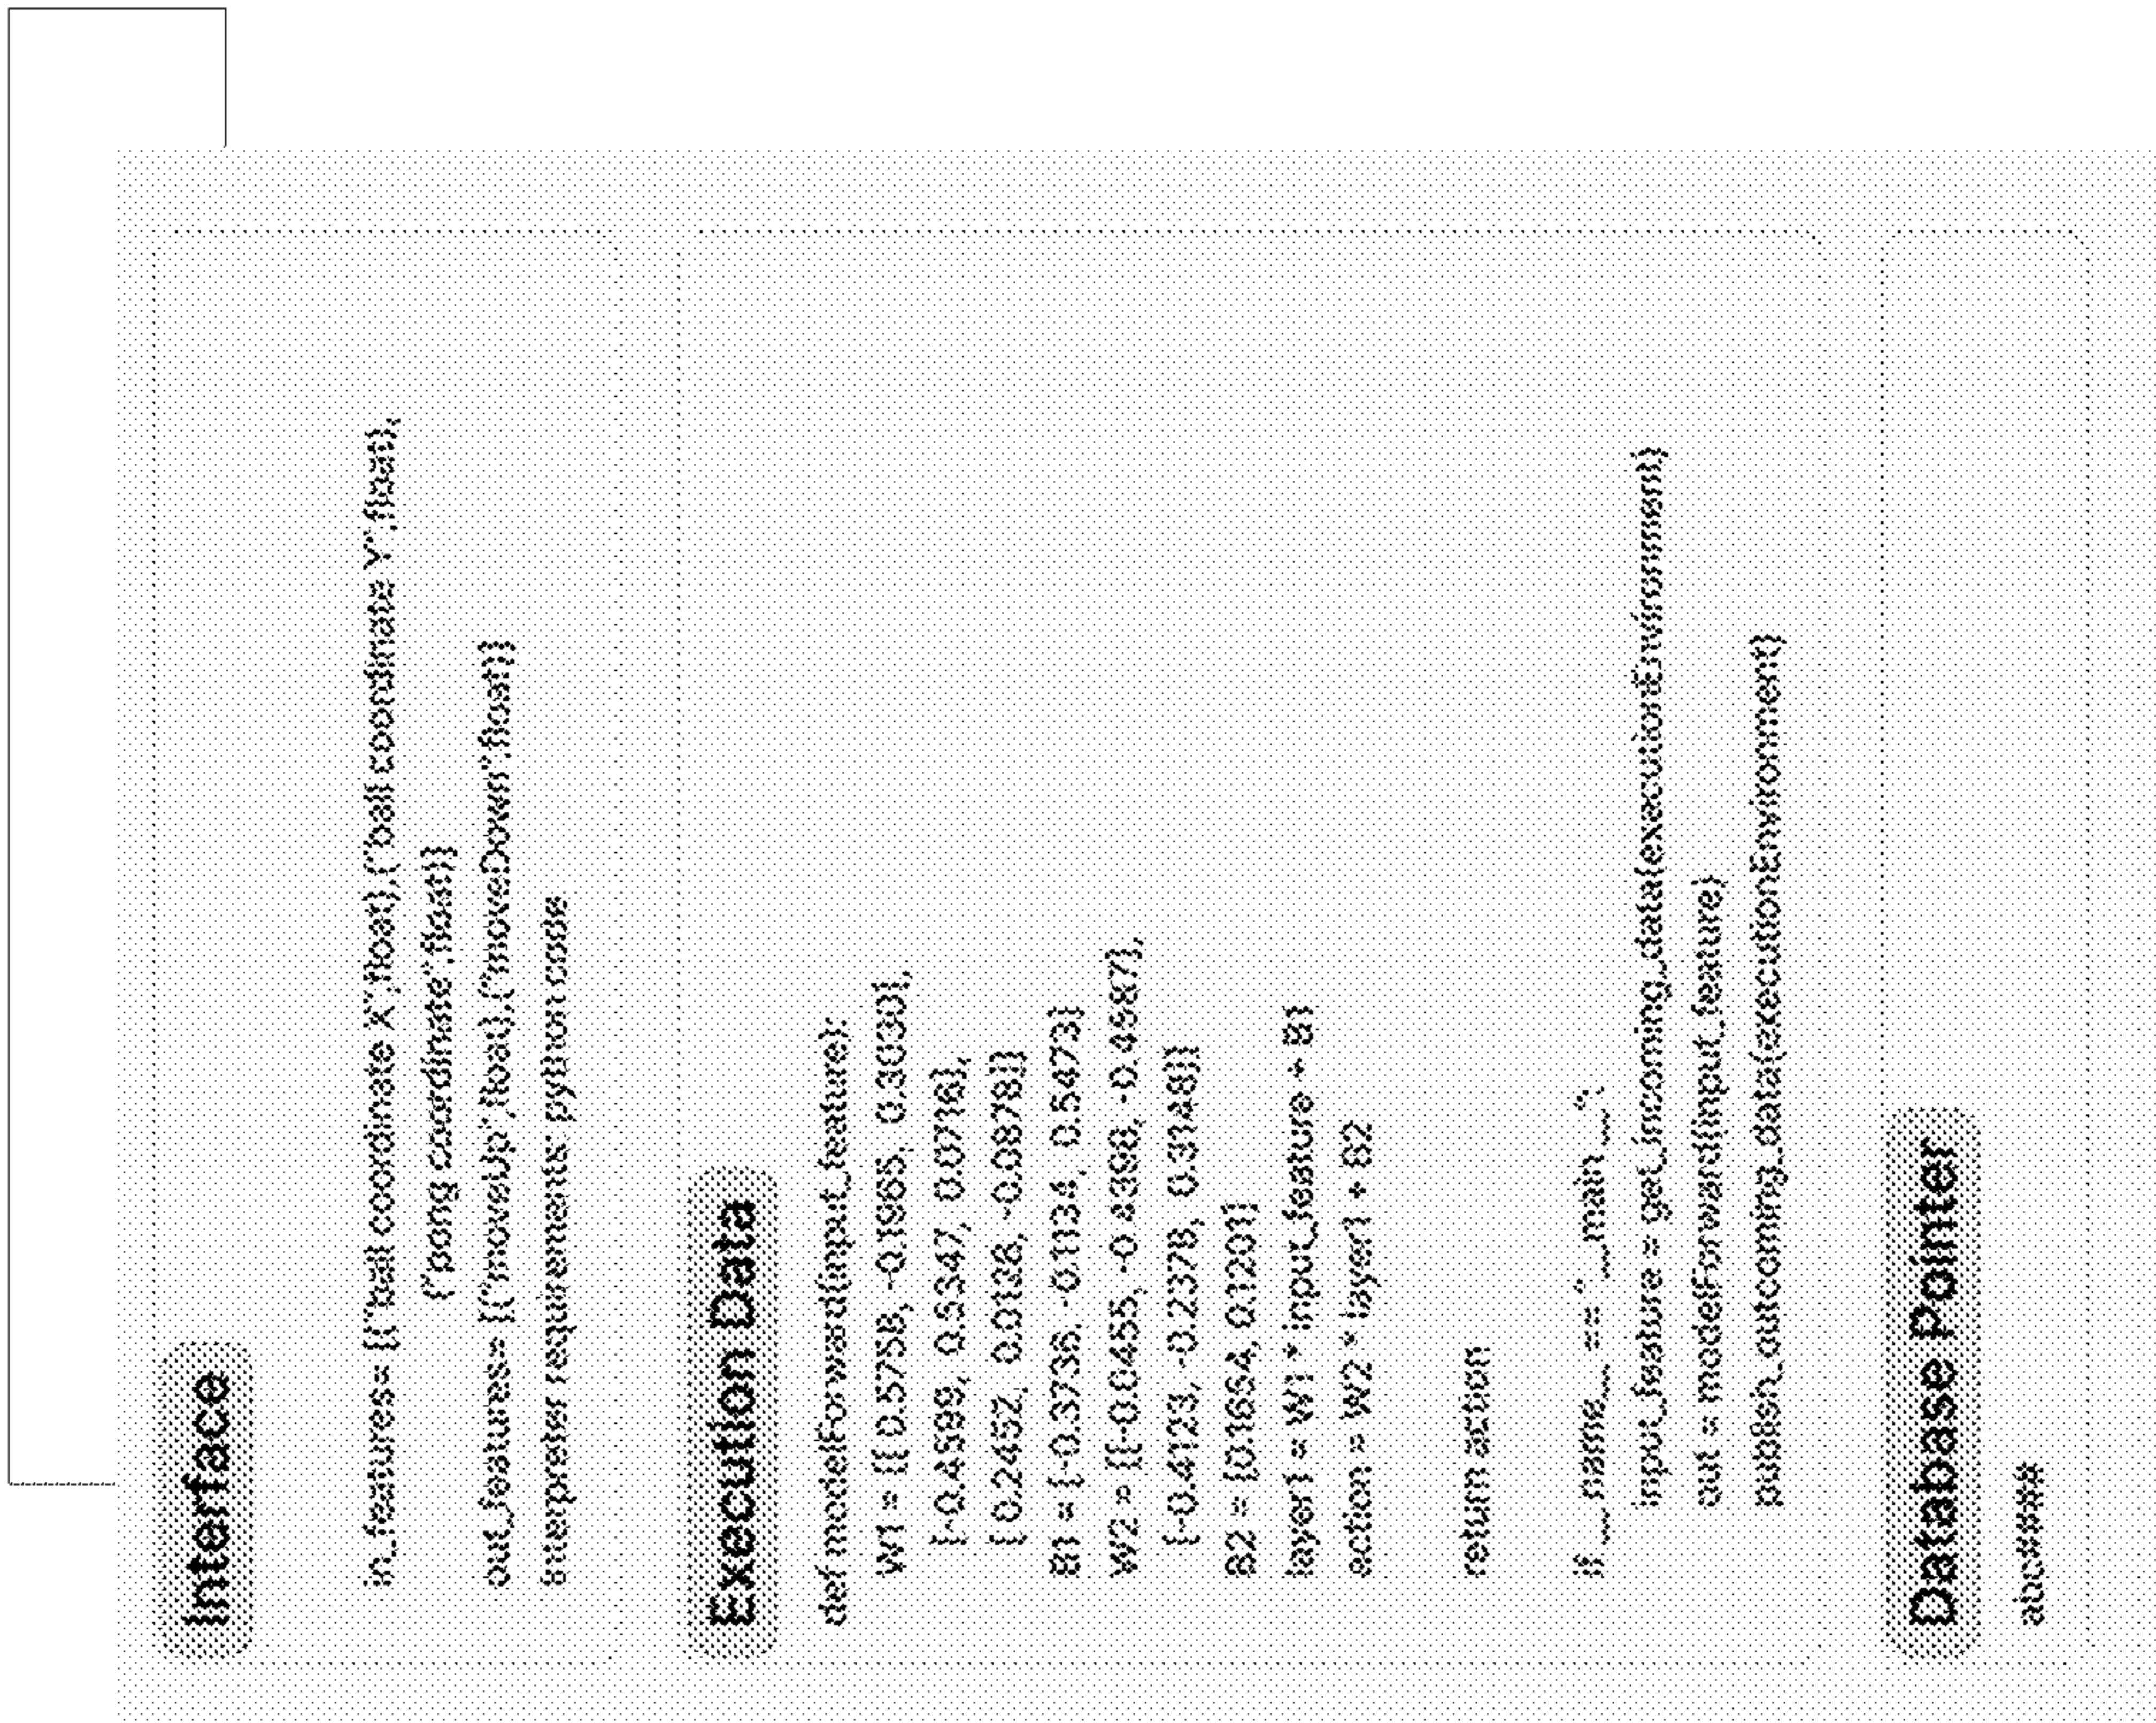 Interface
in_features= [("ball coordinate X",float),("ball coordinate Y",float),
("pong coordinate",float)]
out_features= [("moveUp",float),("moveDown",float)]
interpreter requirements: python code
Execution Data
def modelForward(input_feature):
W1 = [[ 0.5758, -0.1965, 0.3030],
[-0.4599, 0.5347, 0.0716],
[ 0.2452, 0.0138, -0.0878]]
B1 = [-0.3736, -0.1134, 0.5473]
W2 = [[-0.0455, -0.4398, -0.4587],
[-0.4123, -0.2378, 0.3148]]
B2 = [0.1654, 0.1201]
layer1 = W1 * input_feature + B1
action = W2 * layer1 + B2
return action
if __name__ == "__main__":
input_feature = get_incoming_data(executionEnvironment)
out = modelForward(input_feature)
publish_outcoming_data(executionEnvironment)
Database Pointer
abc####